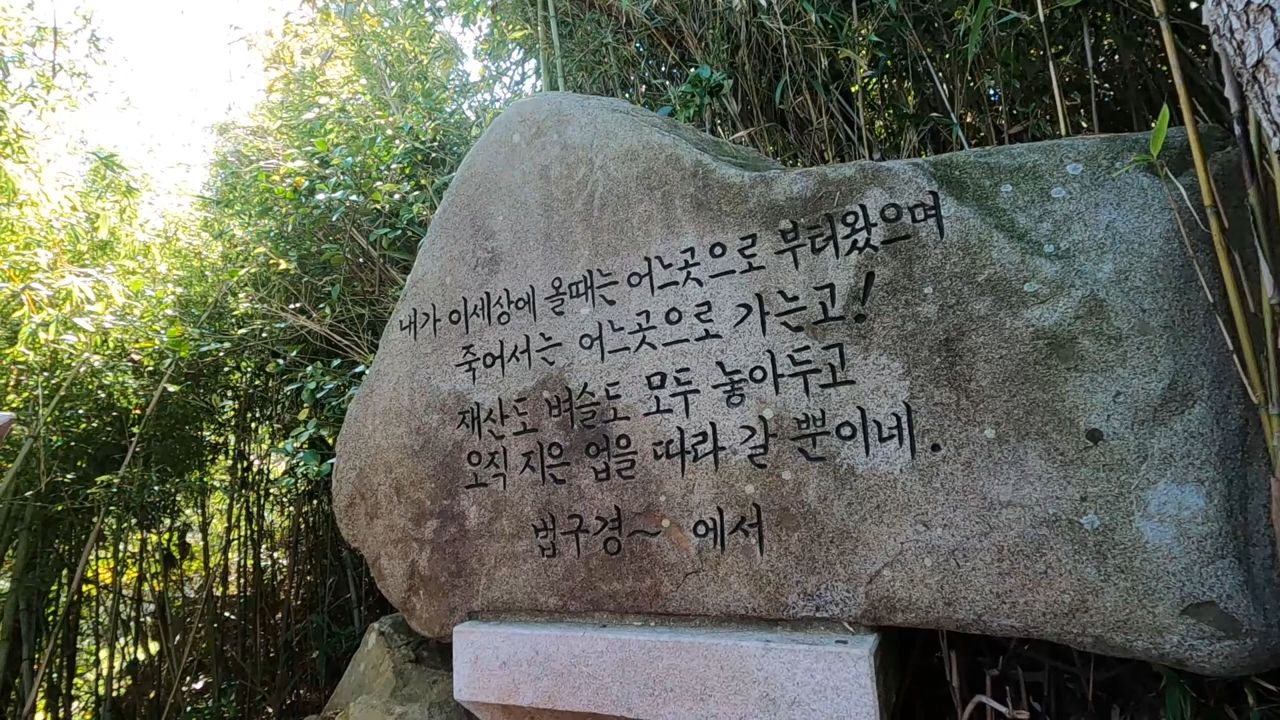 내가 이세상에 올때는 어느곳으로 부터왔으며
죽어서는 어느곳으로 가는고!
재산도 벼슬도 모두 놓아두고
오직 지은 업을 따라 갈 뿐이네.
법구경~ 에서